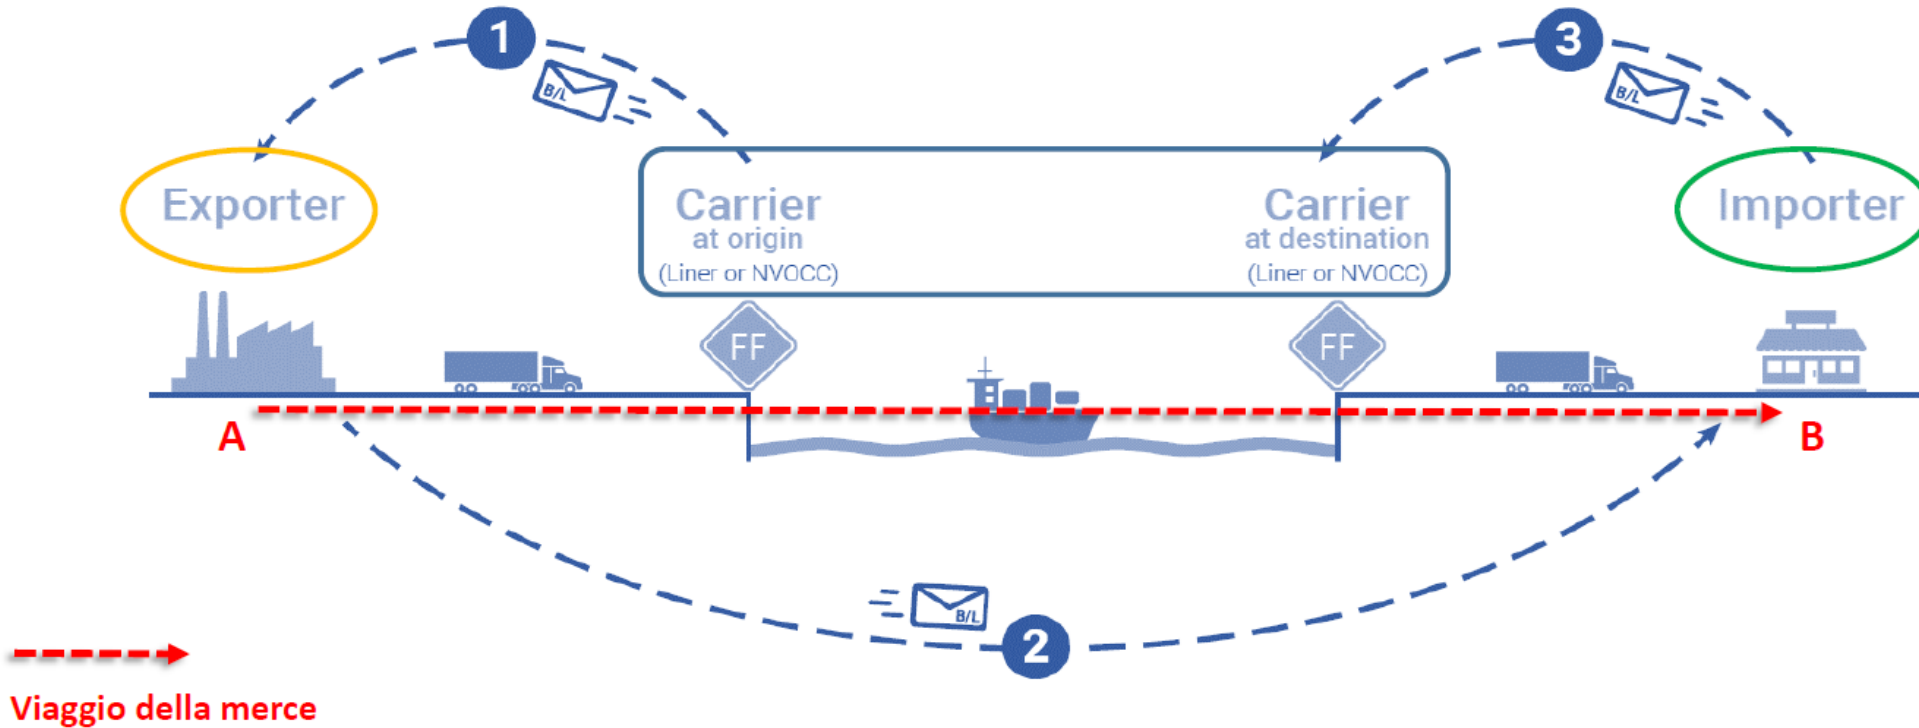 1
3
B/L
B/L
Exporter
Carrier
at origin
(Liner or NVOCC)
Carrier
at destination
(Liner or NVOCC)
Importer
FF
FF
A
B
B/L
2
Viaggio della merce